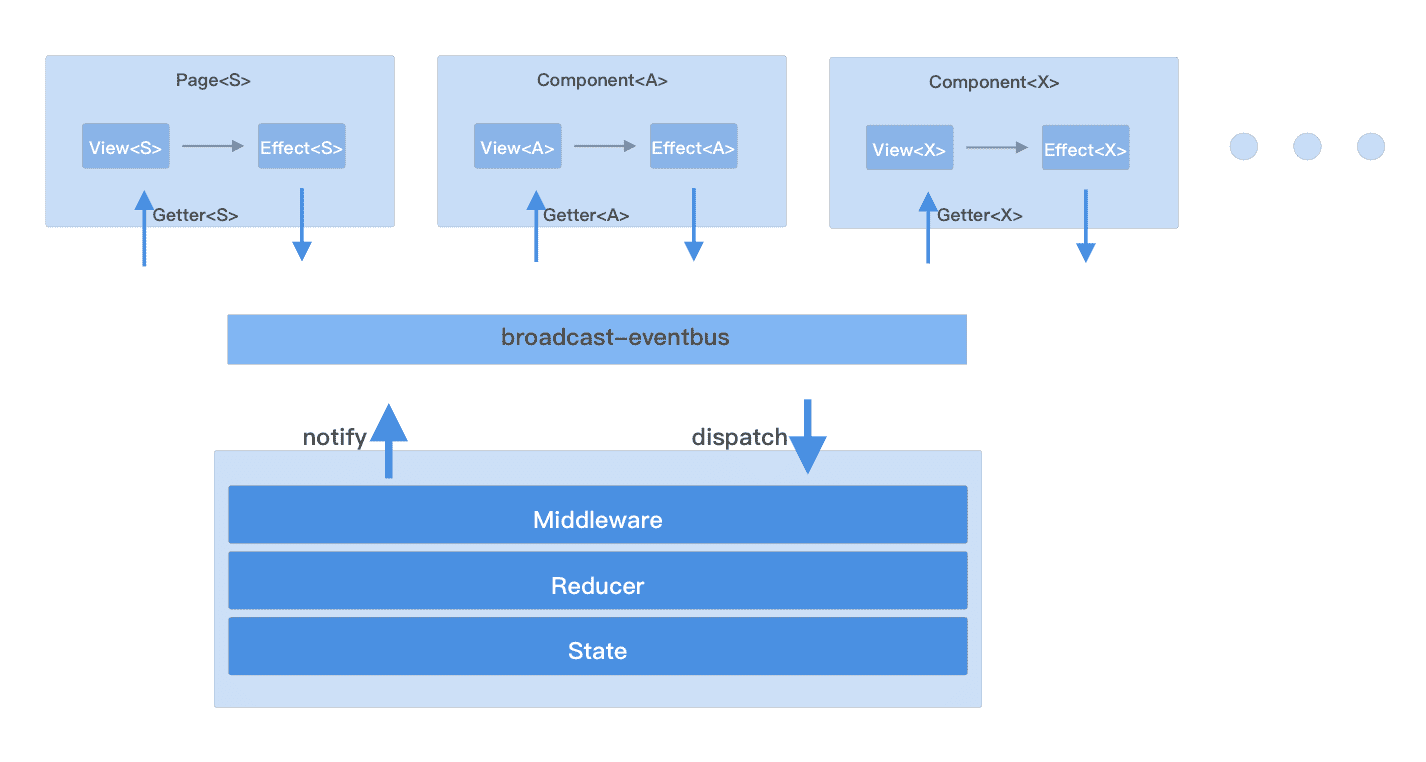 Page<S>
Component<A>
Component<X>
View<S>
Effect<S>
View<A>
Effect<A>
View<X>
Effect<X>
Getter<S>
Getter<A>
Getter<X>
broadcast-eventbus
notify
dispatch
Middleware
Reducer
State